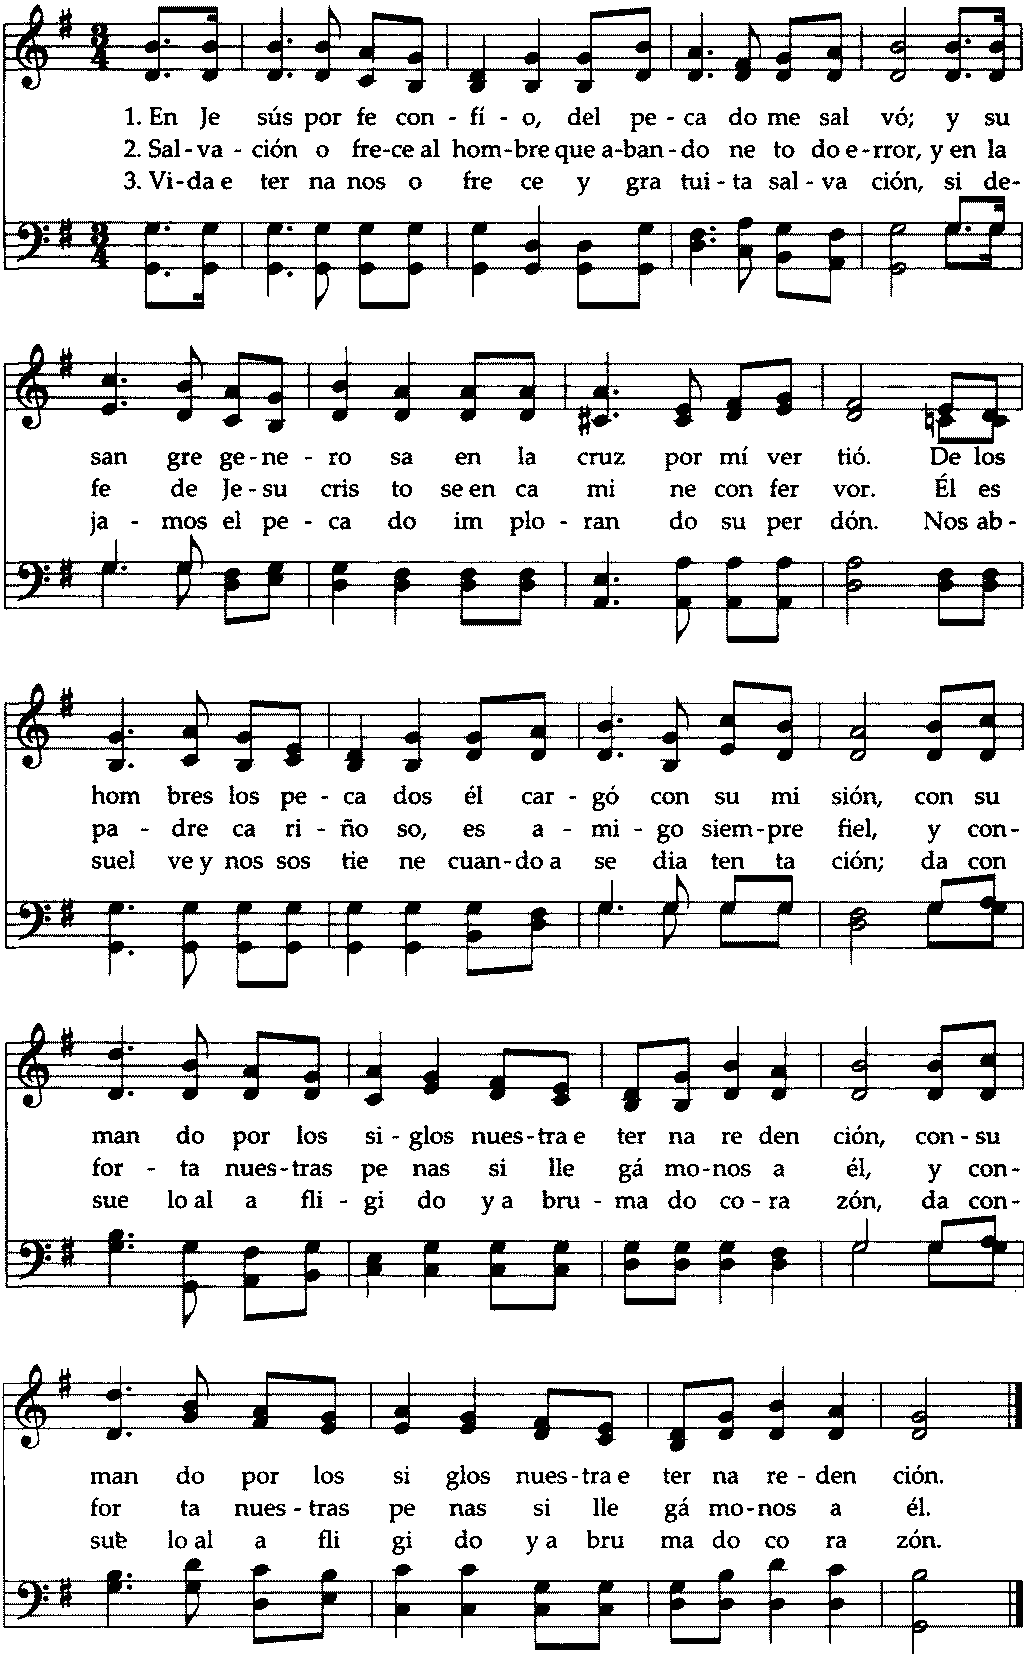 1. En Je sús por fe con - fí - o, del pe - ca do me sal vó; y su
2. Sal - va - ción o fre - ce al hom - bre que a - ban - do ne to do e - rror, y en la
3. Vi - da e ter na nos o fre ce y gra tui - ta sal - va ción, si de -
san gre ge - ne - ro sa en la cruz por mí ver tió. De los
fe de Je - su cris to se en ca mi ne con fer vor. Él es
ja - mos el pe - ca do im plo - ran do su per dón. Nos ab -
hom bres los pe - ca dos él car - gó con su mi sión, con su
pa - dre ca ri - ño so, es a - mi - go siem - pre fiel, y con -
suel ve y nos sos tie ne cuan - do a se dia ten ta ción; da con
man do por los si - glos nues - tra e ter na re den ción, con - su
for - ta nues - tras pe nas si lle gá mo - nos a él, y con -
sue lo al a fli - gi do y a bru - ma do co - ra zón, da con -
man do por los si glos nues - tra e ter na re - den ción.
for ta nues - tras pe nas si lle gá mo - nos a él.
sue lo al a fli gi do y a bru ma do co ra zón.